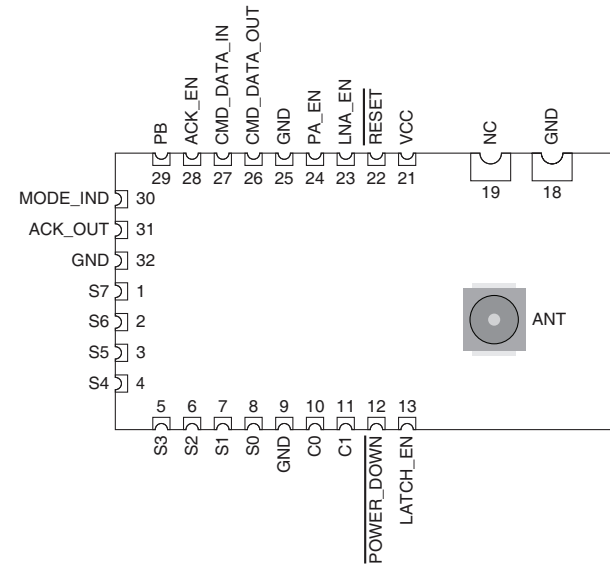 PB
ACK_EN
CMD_DATA_IN
CMD_DATA_OUT
GND
PA_EN
LNA_EN
RESET
VCC
NC
GND
29 28 27 26 25 24 23 22 21 19 18
MODE_IND 30
ACK_OUT 31
GND 32
S7 1
S6 2
S5 3
S4 4
ANT
5 6 7 8 9 10 11 12 13
S3
S2
S1
S0
GND
C0
C1
POWER_DOWN
LATCH_EN